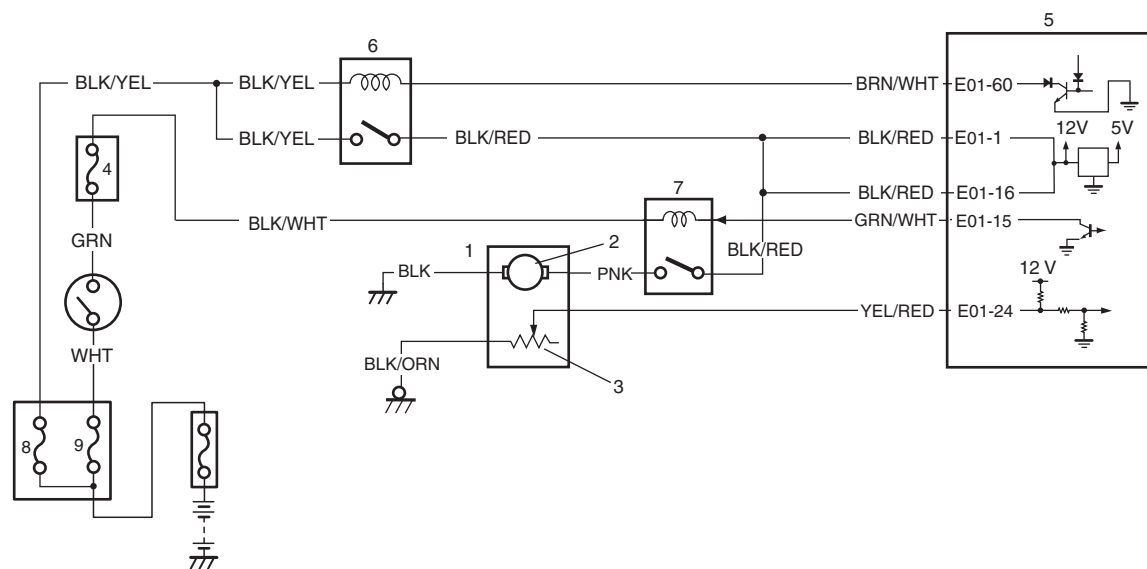 5
6
BLK/YEL
BLK/YEL
BRN/WHT
E01-60
BLK/YEL
BLK/RED
BLK/RED
E01-1
12V
5V
4
7
BLK/RED
E01-16
BLK/WHT
GRN/WHT
E01-15
GRN
1
2
BLK/RED
BLK
PNK
12 V
YEL/RED
E01-24
WHT
BLK/ORN
3
8
9